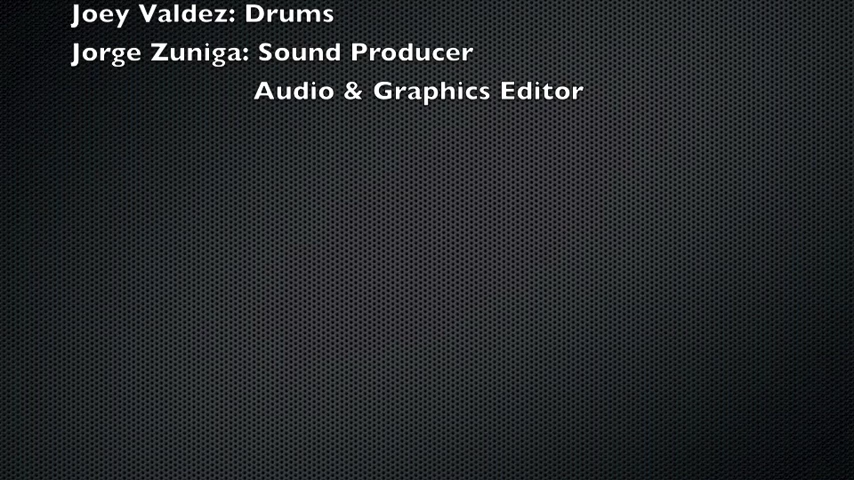 Joey Valdez: Drums
Jorge Zuniga: Sound Producer
Audio & Graphics Editor